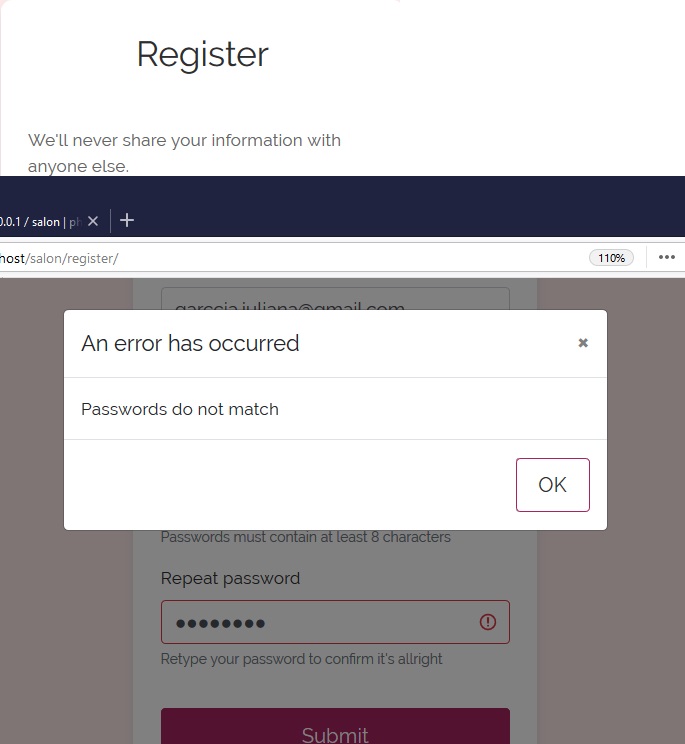 Register
We'll never share your information with
anyone else.
0.0.1 / salon | ph
host/salon/register/
110%
garccia.juliana@gmail.com
An error has occurred
Passwords do not match
OK
Passwords must contain at least 8 characters
Repeat password
Retype your password to confirm it's allright
Submit